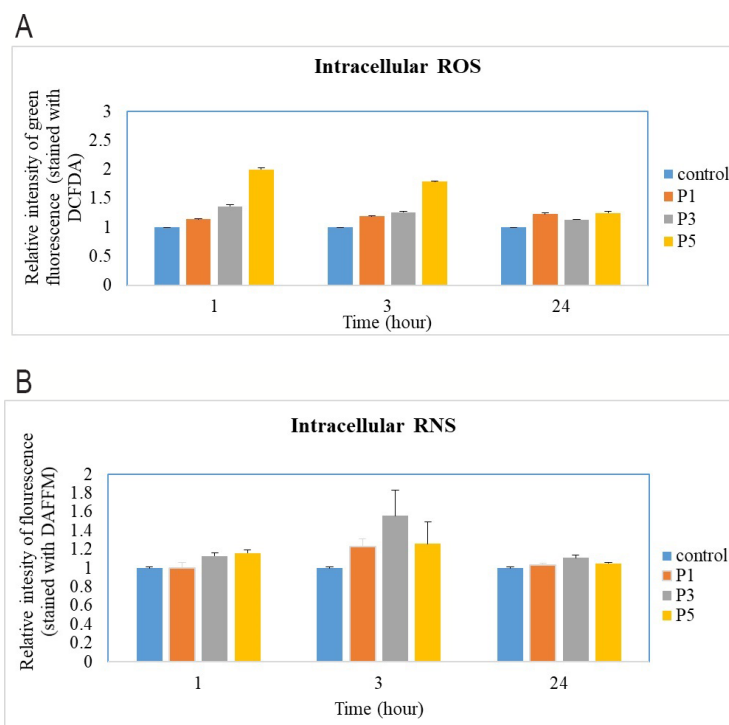 A
Intracellular ROS
Relative intensity of green
fluorescence (stained with
DCFDA)
3
2.5
2
1.5
1
0.5
0
1
3
24
Time (hour)
control
P1
P3
P5
B
Intracellular RNS
Relative intesity of flourescence
(stained with DAFFM)
2
1.8
1.6
1.4
1.2
1
0.8
0.6
0.4
0.2
0
1
3
24
Time (hour)
control
P1
P3
P5